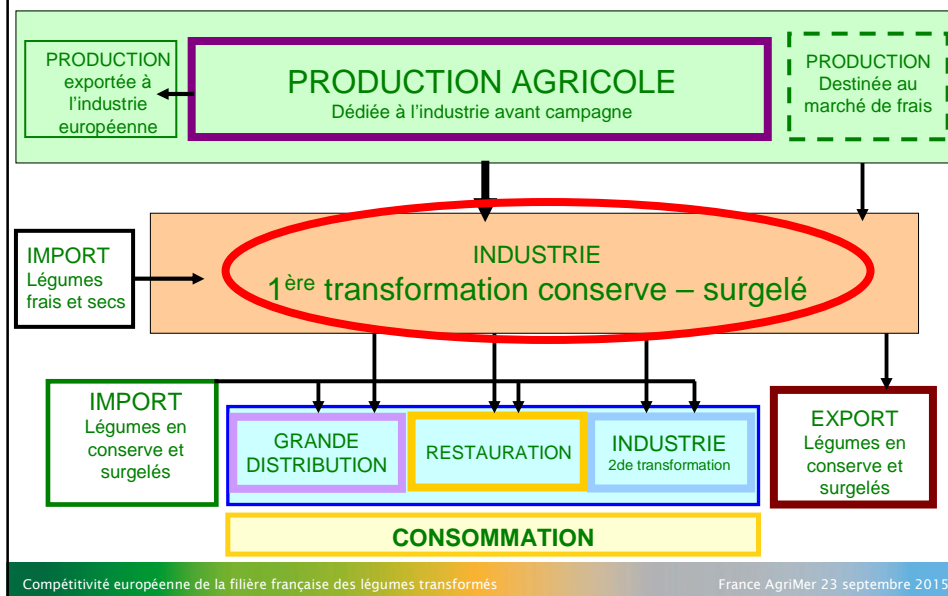 PRODUCTION
exportée à
l'industrie
européenne
PRODUCTION AGRICOLE
Dédiée à l'industrie avant campagne
PRODUCTION
Destinée au
marché de frais
IMPORT
Légumes
frais et secs
INDUSTRIE
1ère transformation conserve – surgelé
IMPORT
Légumes en
conserve et
surgelés
GRANDE
DISTRIBUTION
RESTAURATION
INDUSTRIE
2de transformation
EXPORT
Légumes en
conserve et
surgelés
CONSOMMATION
Compétitivité européenne de la filière française des légumes transformés
France AgriMer 23 septembre 2015